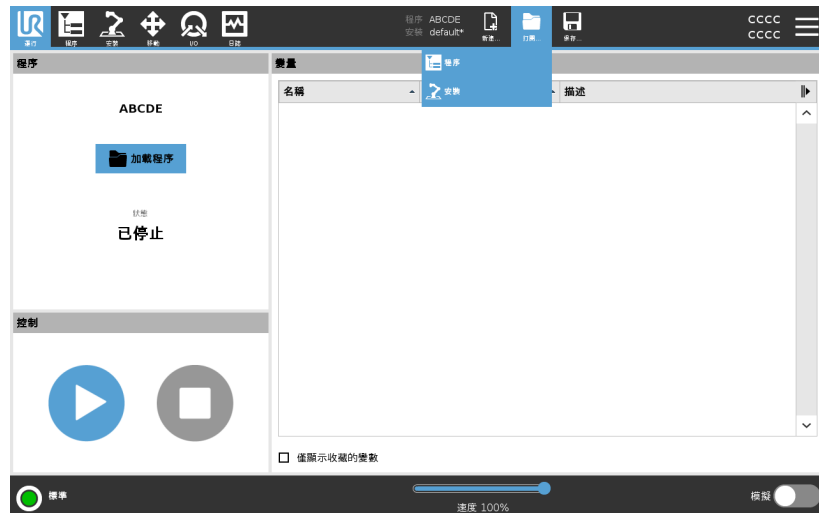 UR
運行
程序
安裝
移動
I/O
日誌
程序 ABCDE
安裝 default*
新建...
打開...
保存...
cccc
cccc
程序
安裝
程序
ABCDE
加載程序
狀態
已停止
控制
變量
名稱
描述
僅顯示收藏的變數
標準
速度 100%
模擬